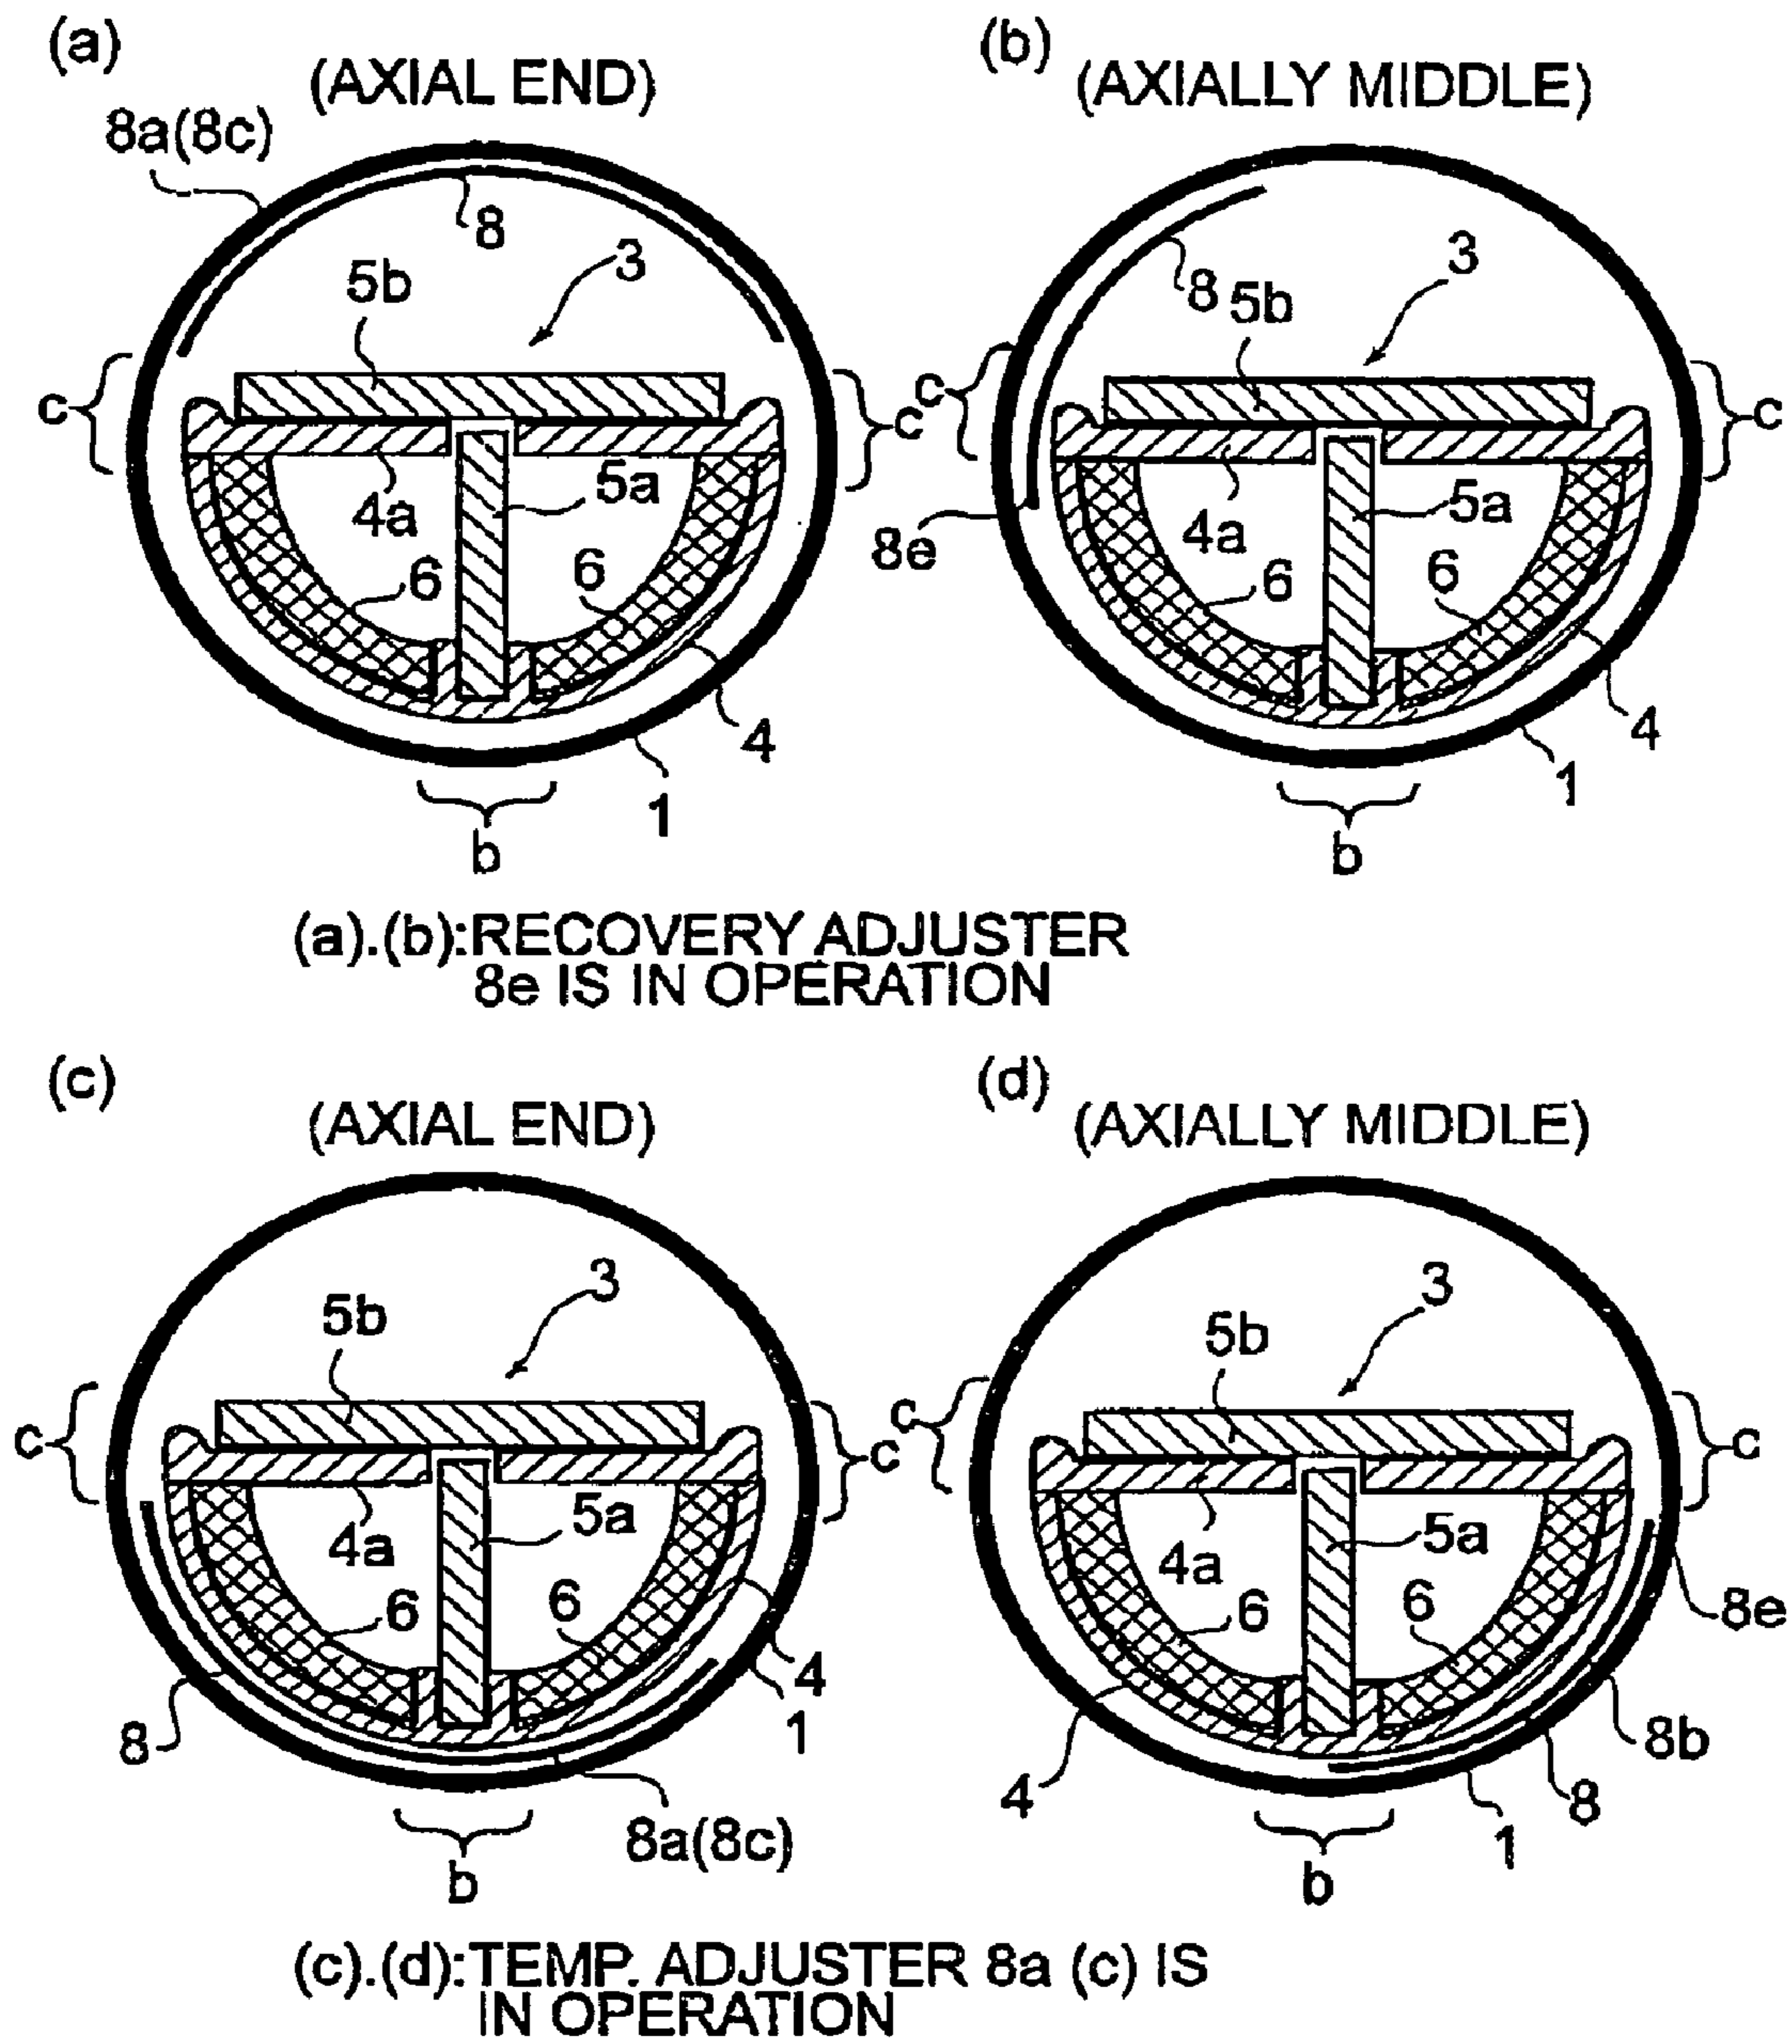 (a)
(AXIAL END)
8a(8c)
8
3
5b
c
c
4a
5a
6
6
4
1
b
(b)
(AXIALLY MIDDLE)
8
3
5b
c
c
8e
4a
5a
6
6
4
1
b
(a).(b):RECOVERY ADJUSTER
8e IS IN OPERATION
(c)
(AXIAL END)
3
5b
c
c
4a
5a
6
6
8
4
1
8a(8c)
b
(d)
(AXIALLY MIDDLE)
3
5b
c
c
4a
5a
6
6
8e
8b
4
8
1
b
(c).(d):TEMP. ADJUSTER 8a (c) IS
IN OPERATION